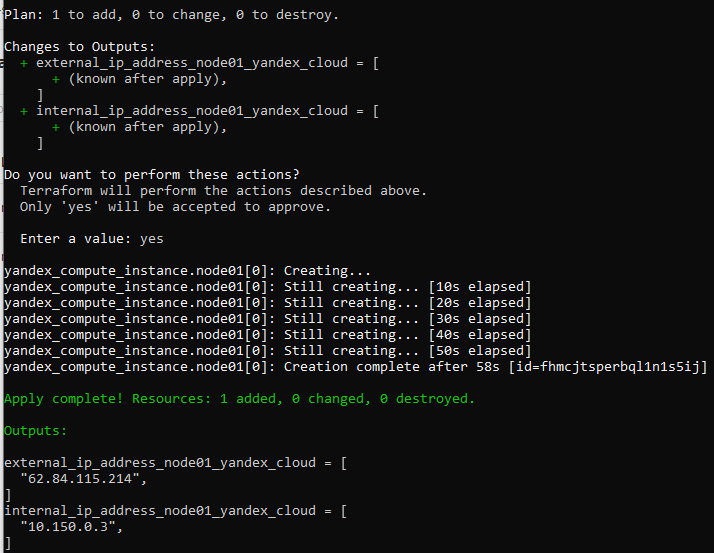 Plan: 1 to add, 0 to change, 0 to destroy.
Changes to Outputs:
  + external_ip_address_node01_yandex_cloud = [
      + (known after apply),
    ]
  + internal_ip_address_node01_yandex_cloud = [
      + (known after apply),
    ]
Do you want to perform these actions?
  Terraform will perform the actions described above.
  Only 'yes' will be accepted to approve.
  Enter a value: yes
yandex_compute_instance.node01[0]: Creating...
yandex_compute_instance.node01[0]: Still creating... [10s elapsed]
yandex_compute_instance.node01[0]: Still creating... [20s elapsed]
yandex_compute_instance.node01[0]: Still creating... [30s elapsed]
yandex_compute_instance.node01[0]: Still creating... [40s elapsed]
yandex_compute_instance.node01[0]: Still creating... [50s elapsed]
yandex_compute_instance.node01[0]: Creation complete after 58s [id=fhmcjtsperbql1n1s5ij]
Apply complete! Resources: 1 added, 0 changed, 0 destroyed.
Outputs:
external_ip_address_node01_yandex_cloud = [
  "62.84.115.214",
]
internal_ip_address_node01_yandex_cloud = [
  "10.150.0.3",
]